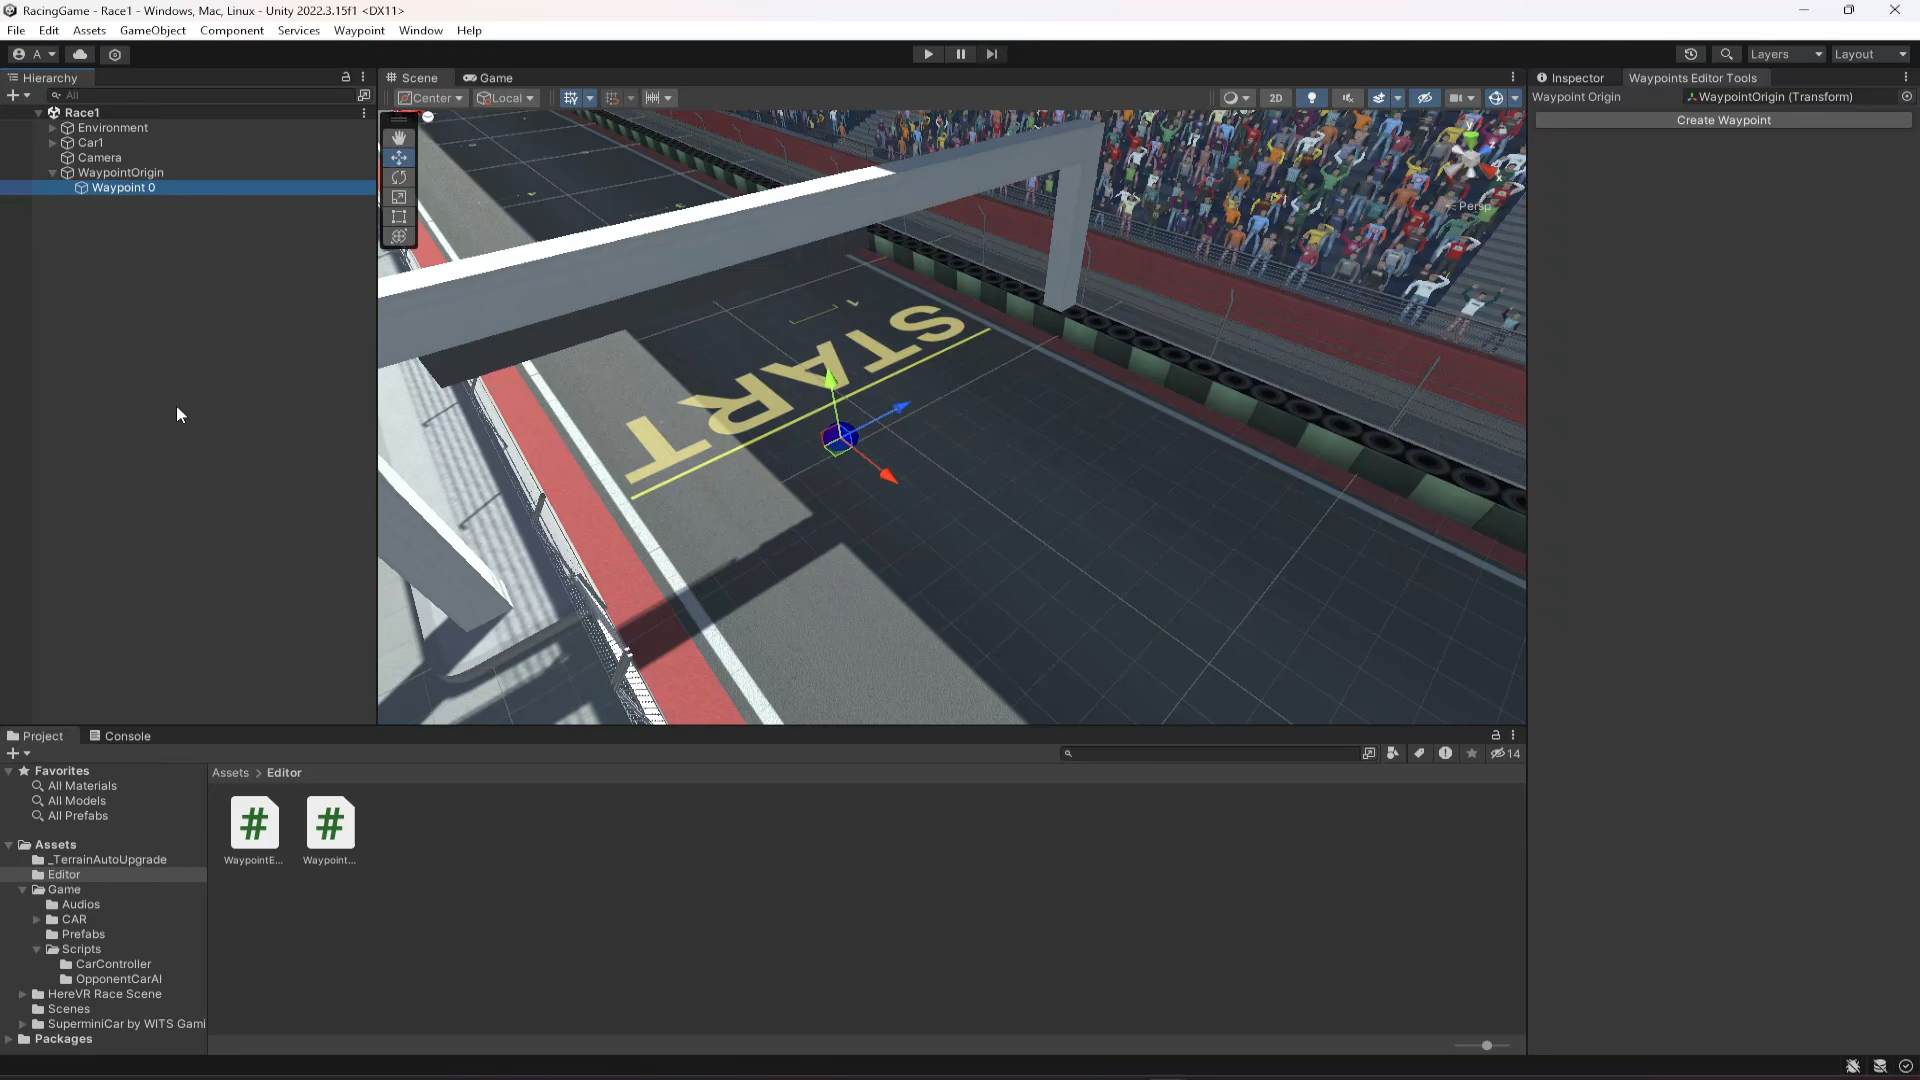 RacingGame - Race1 - Windows, Mac, Linux - Unity 2022.3.15f1 <DX11>
File Edit Assets GameObject Component Services Waypoint Window Help
A
Layers Layout
Hierarchy
All
Race1
Environment
Car1
Camera
WaypointOrigin
Waypoint 0
Scene Game
Center Local
2D
Persp
y
z
x
START
1
Inspector Waypoints Editor Tools
Waypoint Origin WaypointOrigin (Transform)
Create Waypoint
Project Console
14
Favorites
All Materials
All Models
All Prefabs
Assets
_TerrainAutoUpgrade
Editor
Game
Audios
CAR
Prefabs
Scripts
CarController
OpponentCarAI
HereVR Race Scene
Scenes
SuperminiCar by WITS Gami
Packages
Assets > Editor
WaypointE...
Waypoint...